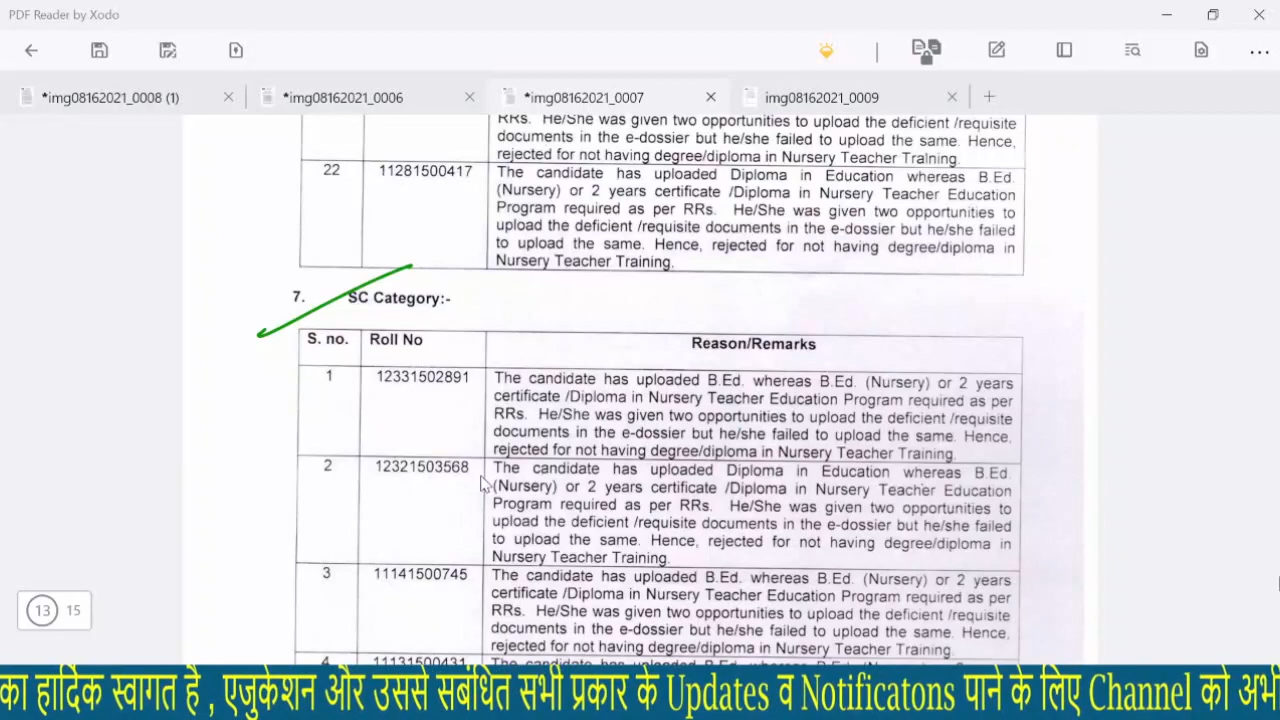 PDF Reader by Xodo
*img08162021_0008 (1)
*img08162021_0006
*img08162021_0007
img08162021_0009
RRs. He/She was given two opportunities to upload the deficient /requisite
documents in the e-dossier but he/she failed to upload the same. Hence,
rejected for not having degree/diploma in Nursery Teacher Training.
22 11281500417 The candidate has uploaded Diploma in Education whereas B.Ed.
(Nursery) or 2 years certificate /Diploma in Nursery Teacher Education
Program required as per RRs. He/She was given two opportunities to
upload the deficient /requisite documents in the e-dossier but he/she failed
to upload the same. Hence, rejected for not having degree/diploma in
Nursery Teacher Training.
7. SC Category:-
S. no. Roll No Reason/Remarks
1 12331502891 The candidate has uploaded B.Ed. whereas B.Ed. (Nursery) or 2 years
certificate /Diploma in Nursery Teacher Education Program required as per
RRs. He/She was given two opportunities to upload the deficient /requisite
documents in the e-dossier but he/she failed to upload the same. Hence,
rejected for not having degree/diploma in Nursery Teacher Training.
2 12321503568 The candidate has uploaded Diploma in Education whereas B.Ed.
(Nursery) or 2 years certificate /Diploma in Nursery Teacher Education
Program required as per RRs. He/She was given two opportunities to
upload the deficient /requisite documents in the e-dossier but he/she failed
to upload the same. Hence, rejected for not having degree/diploma in
Nursery Teacher Training.
3 11141500745 The candidate has uploaded B.Ed. whereas B.Ed. (Nursery) or 2 years
certificate /Diploma in Nursery Teacher Education Program required as per
RRs. He/She was given two opportunities to upload the deficient /requisite
documents in the e-dossier but he/she failed to upload the same. Hence,
rejected for not having degree/diploma in Nursery Teacher Training.
4 11131500431
13 15
का हार्दिक स्वागत है , एजुकेशन और उससे सबंधित सभी प्रकार के Updates व Notificatons पाने के लिए Channel को अभी